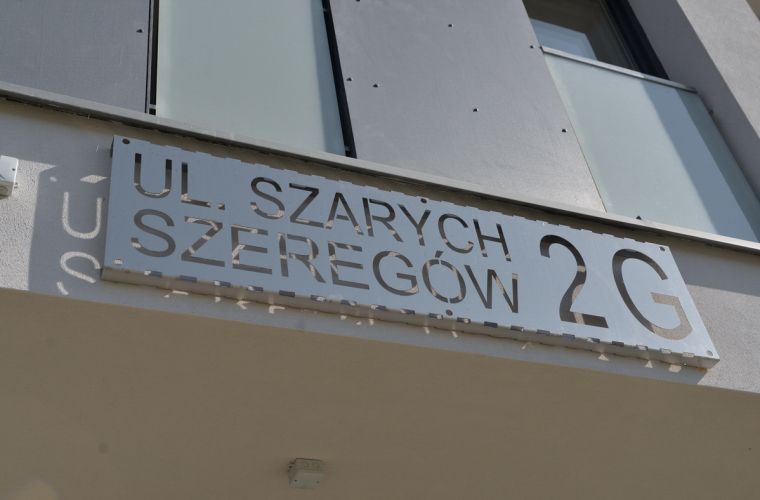 UL. SZARYCH
SZEREGÓW 2G